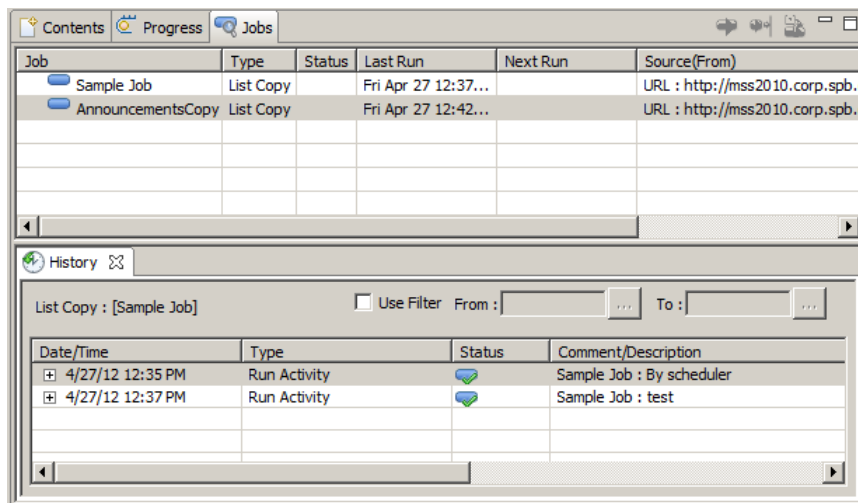 Contents Progress Jobs
Job Type Status Last Run Next Run Source(From)
Sample Job List Copy Fri Apr 27 12:37... URL : http://mss2010.corp.spb.
AnnouncementsCopy List Copy Fri Apr 27 12:42... URL : http://mss2010.corp.spb.
History
List Copy : [Sample Job] Use Filter From : ... To : ...
Date/Time Type Status Comment/Description
4/27/12 12:35 PM Run Activity Sample Job : By scheduler
4/27/12 12:37 PM Run Activity Sample Job : test